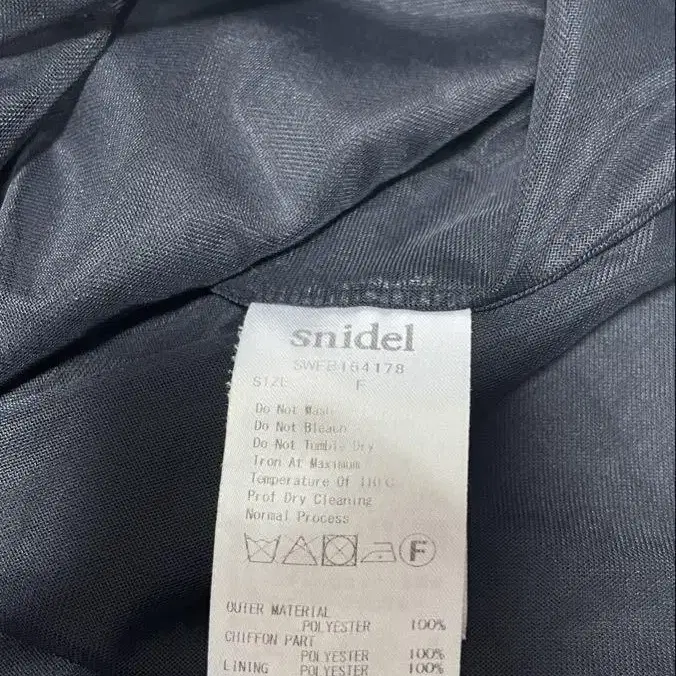 snidel
SWFB164178
SIZE F
Do Not Wash
Do Not Bleach
Do Not Tumble Dry
Iron At Maximum
Temperature Of 110 C
Prof Dry Cleaning
Normal Process
F
OUTER MATERIAL
POLYESTER 100%
CHIFFON PART
POLYESTER 100%
LINING POLYESTER 100%